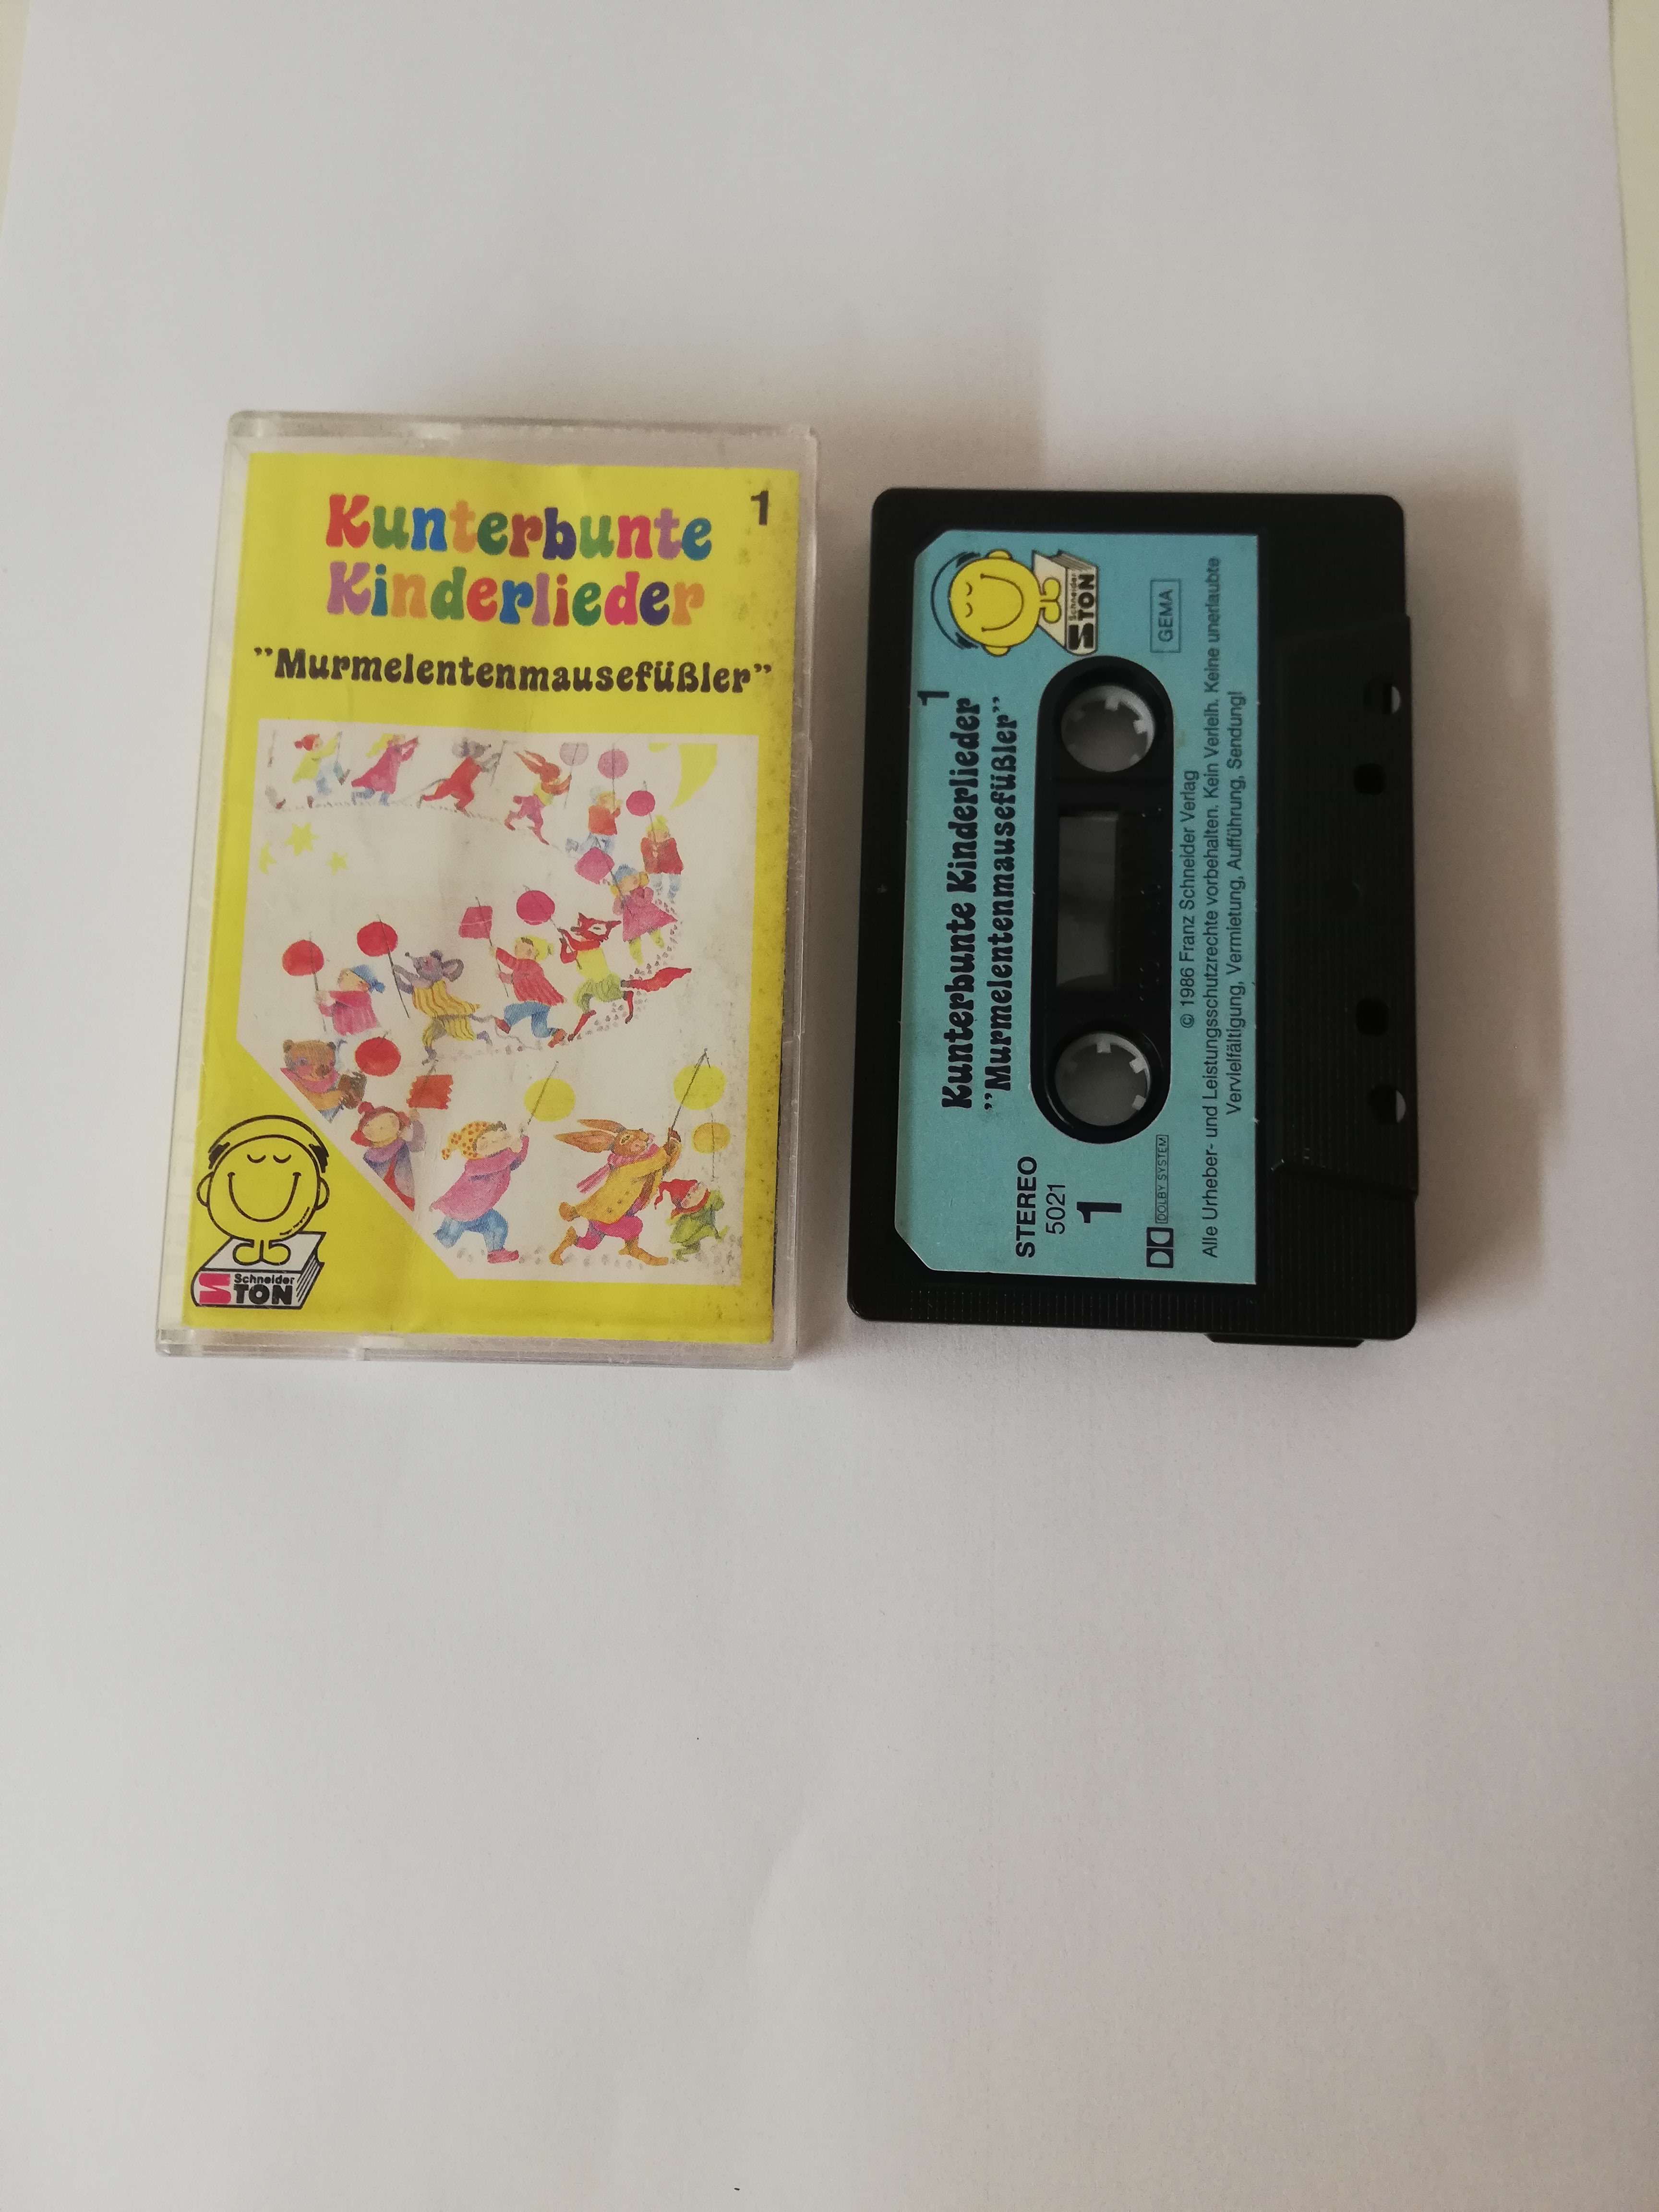 Kunterbunte
Kinderlieder
1
”Murmelentenmausefüßler”
Schneider
TON
1
Kunterbunte Kinderlieder
”Murmelentenmausefüßler”
Schneider
TON
STEREO
5021
1
GEMA
DOLBY SYSTEM
© 1986 Franz Schneider Verlag
Alle Urheber- und Leistungsschutzrechte vorbehalten. Kein Verleih. Keine unerlaubte
Vervielfältigung, Vermietung, Aufführung, Sendung!